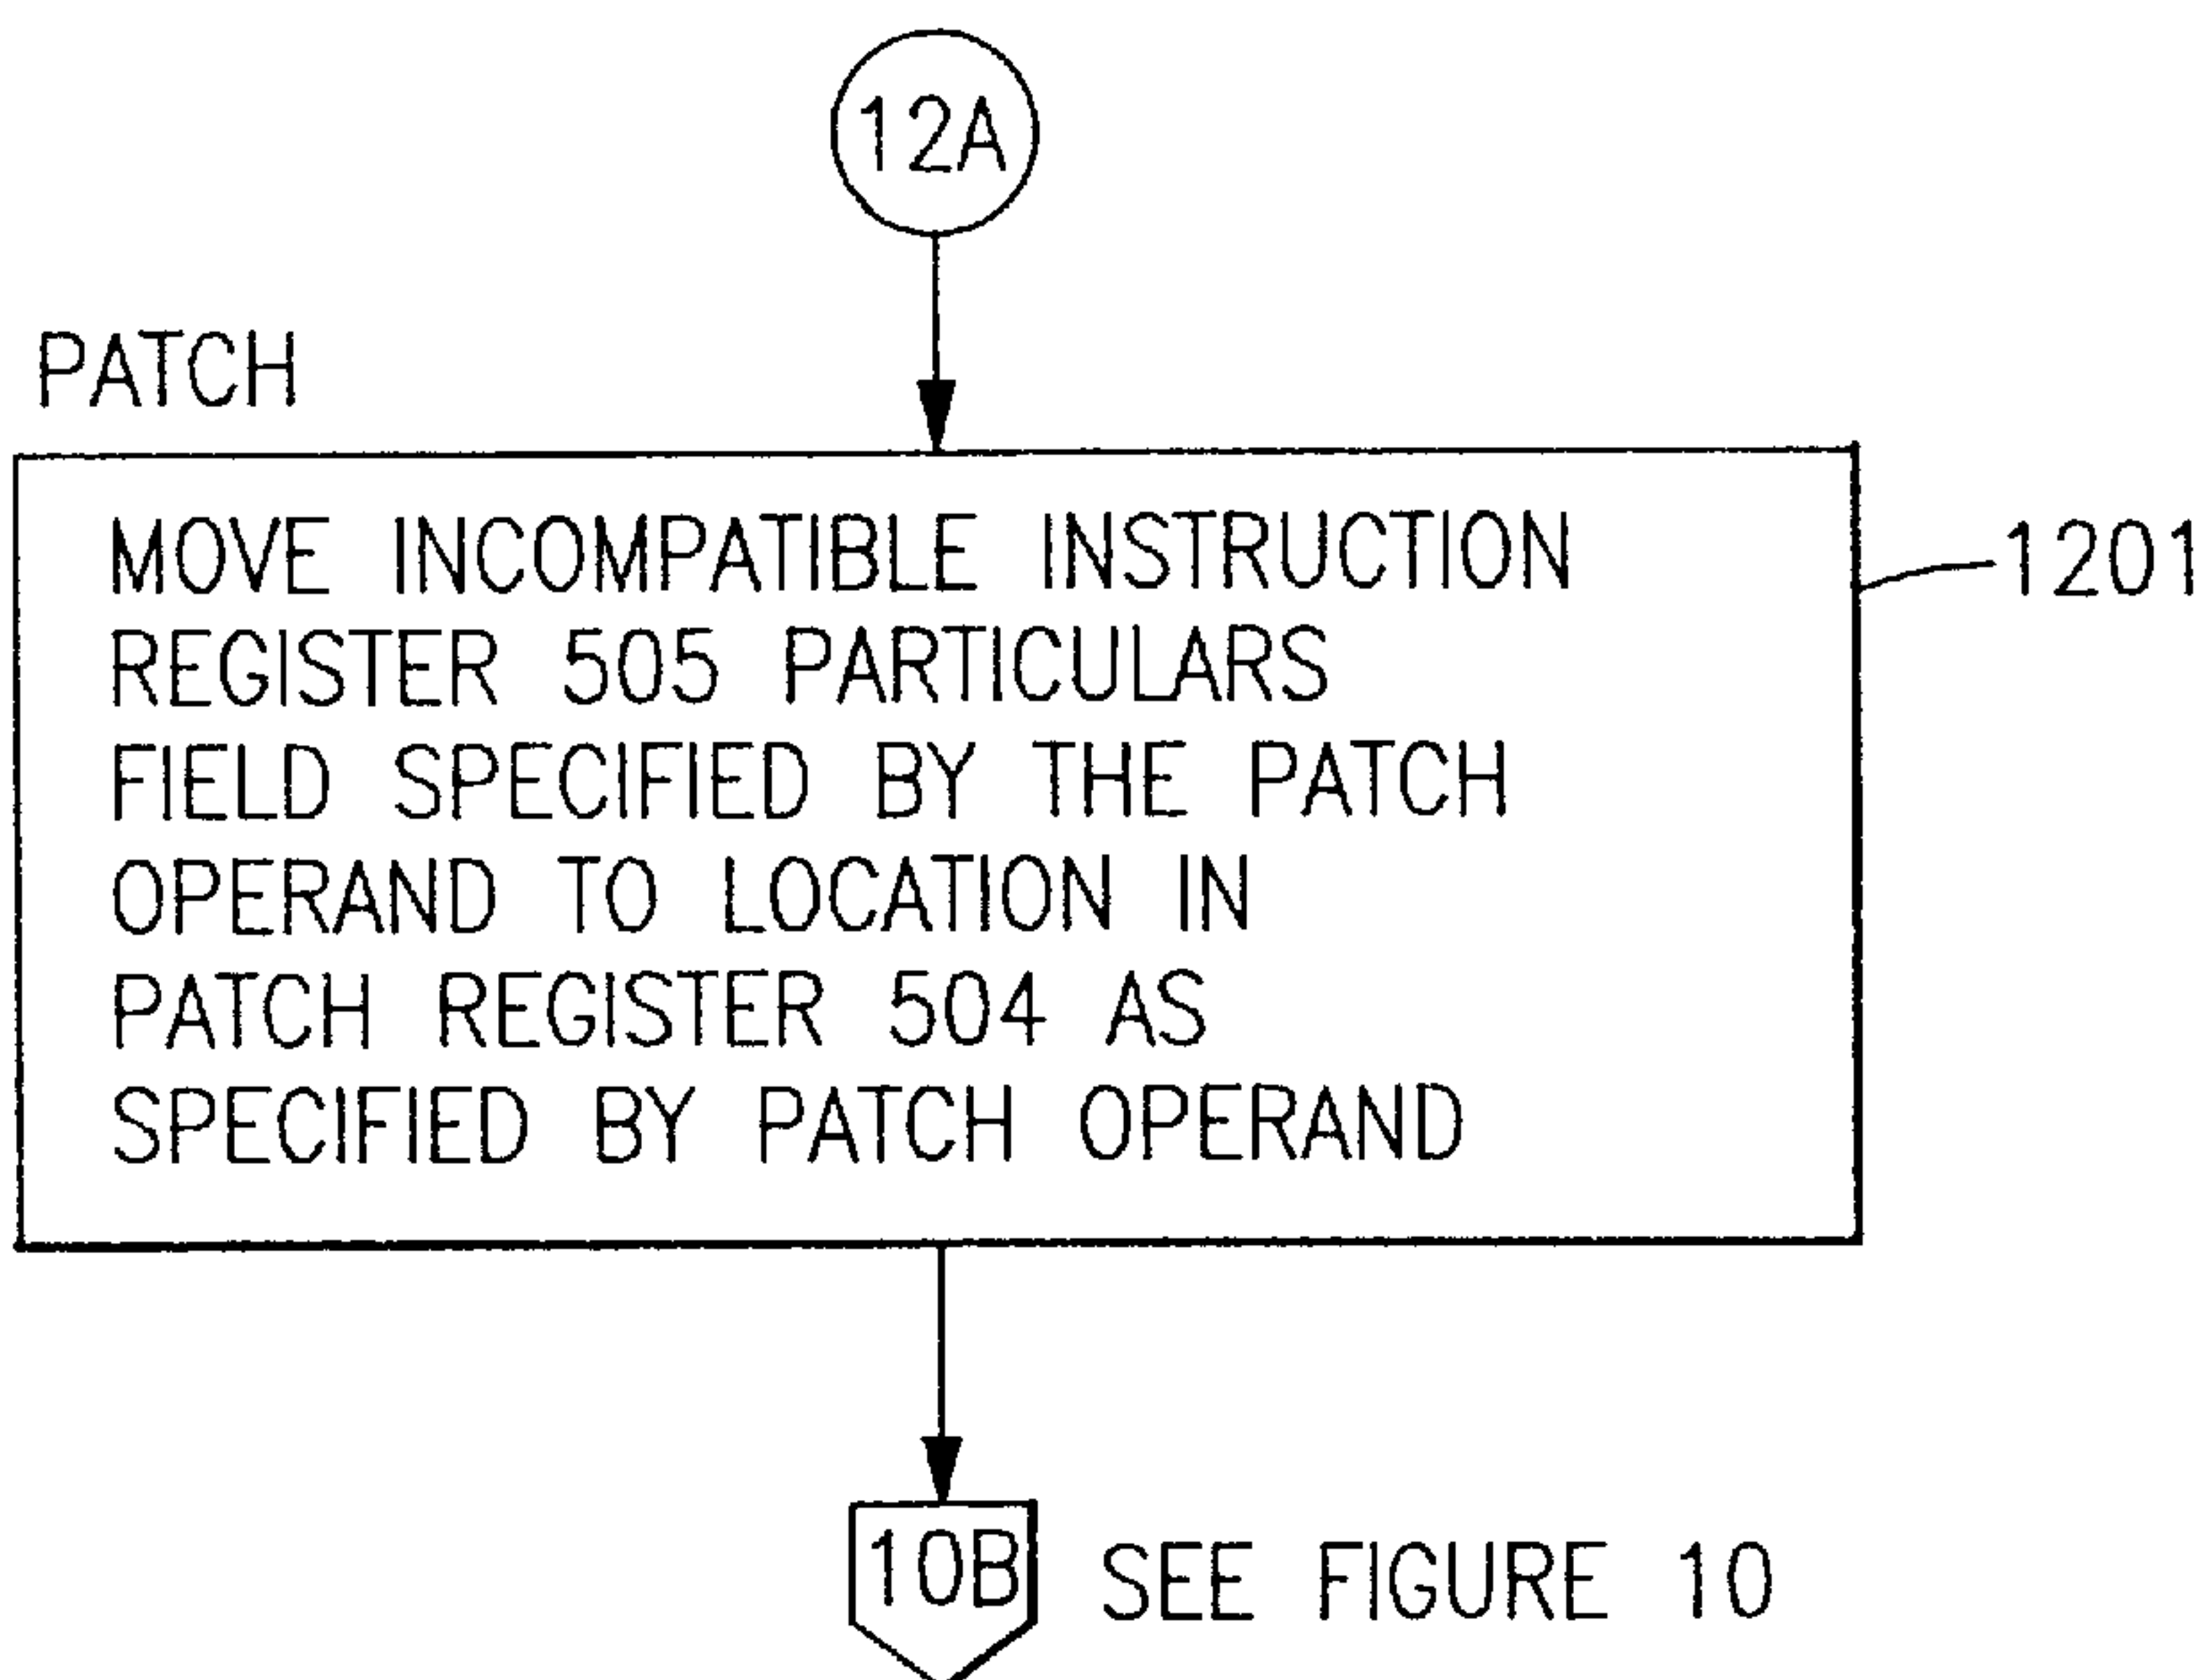 12A
PATCH
MOVE INCOMPATIBLE INSTRUCTION
REGISTER 505 PARTICULARS
FIELD SPECIFIED BY THE PATCH
OPERAND TO LOCATION IN
PATCH REGISTER 504 AS
SPECIFIED BY PATCH OPERAND
1201
10B SEE FIGURE 10